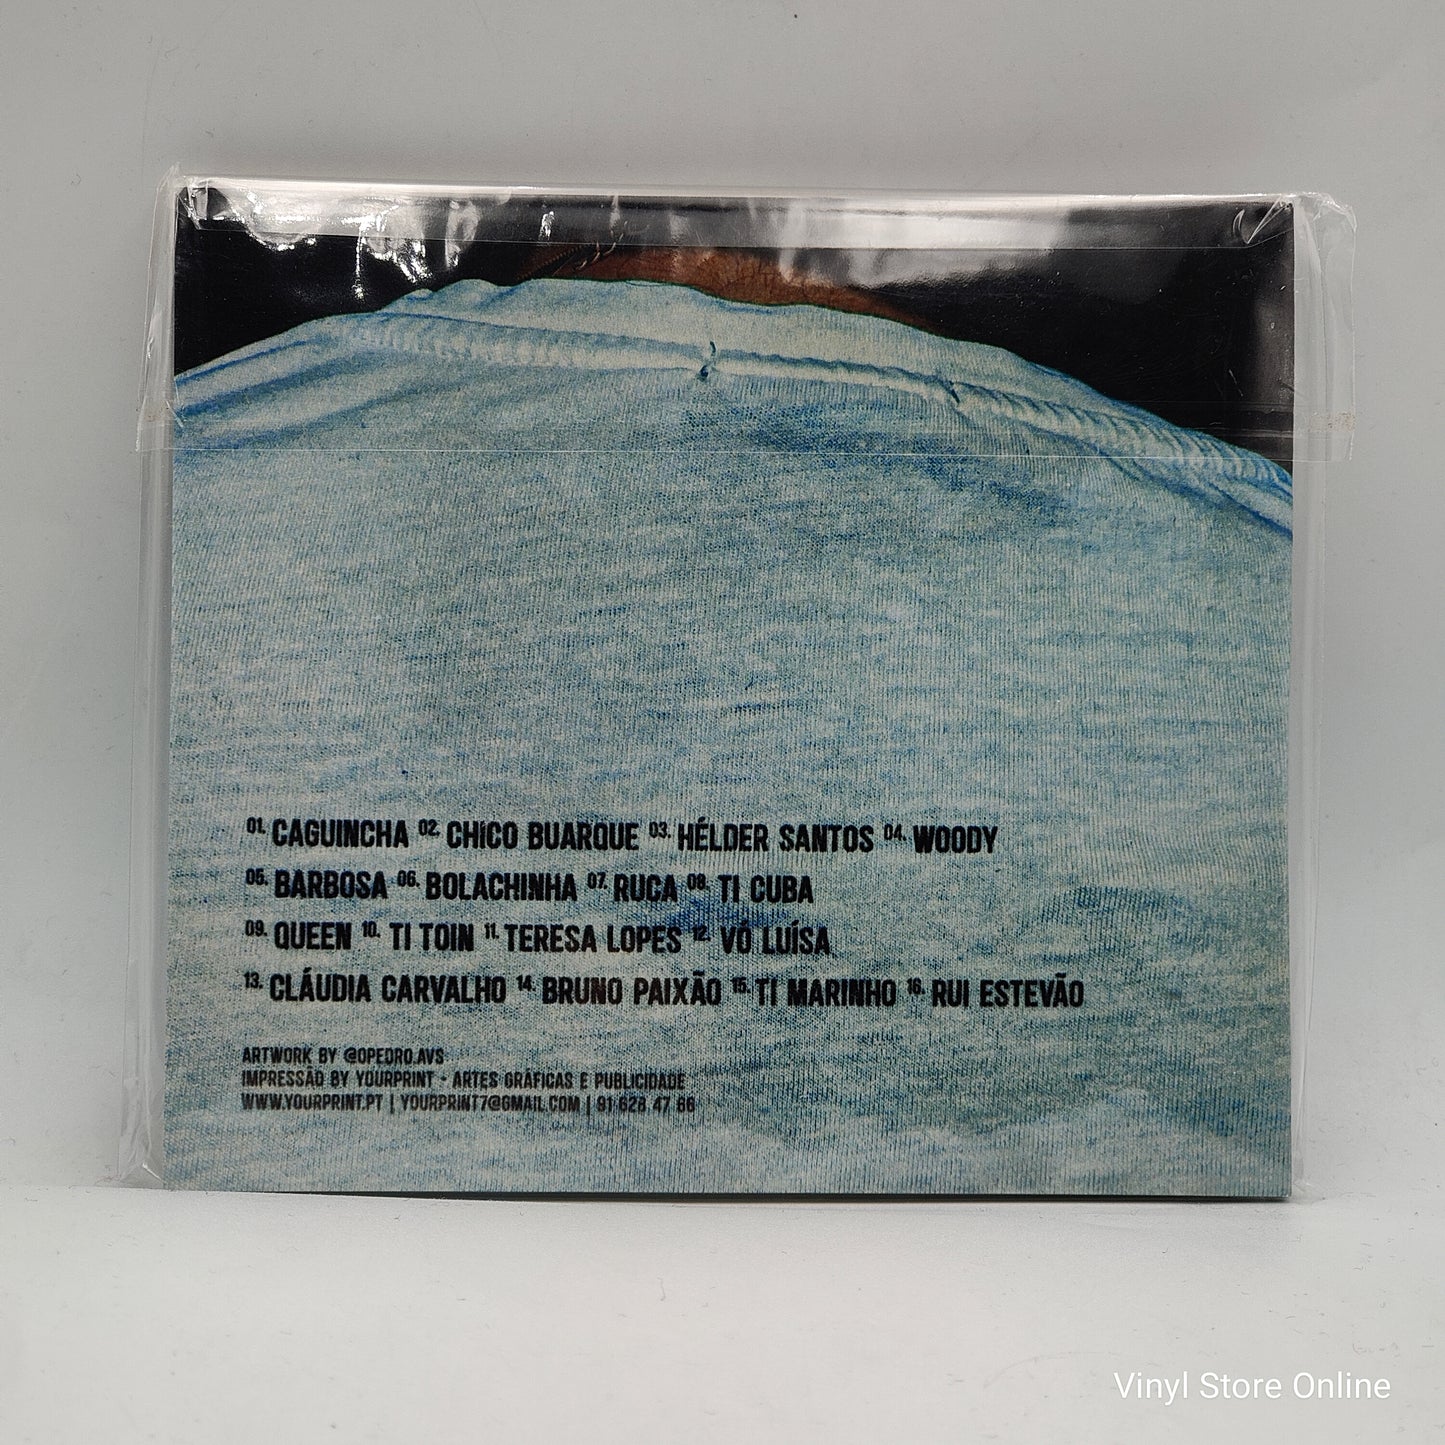 01. CAGUINCHA 02. CHICO BUARQUE 03. HÉLDER SANTOS 04. WOODY
05. BARBOSA 06. BOLACHINHA 07. RUCA 08. TI CUBA
09. QUEEN 10. TI TOIN 11. TERESA LOPES 12. VÓ LUÍSA
13. CLÁUDIA CARVALHO 14. BRUNO PAIXÃO 15. TI MARINHO 16. RUI ESTEVÃO
ARTWORK BY @OPEDRO.AVS
IMPRESSÃO BY YOURPRINT - ARTES GRÁFICAS E PUBLICIDADE
WWW.YOURPRINT.PT | YOURPRINT7@GMAIL.COM | 91 628 47 66
Vinyl Store Online